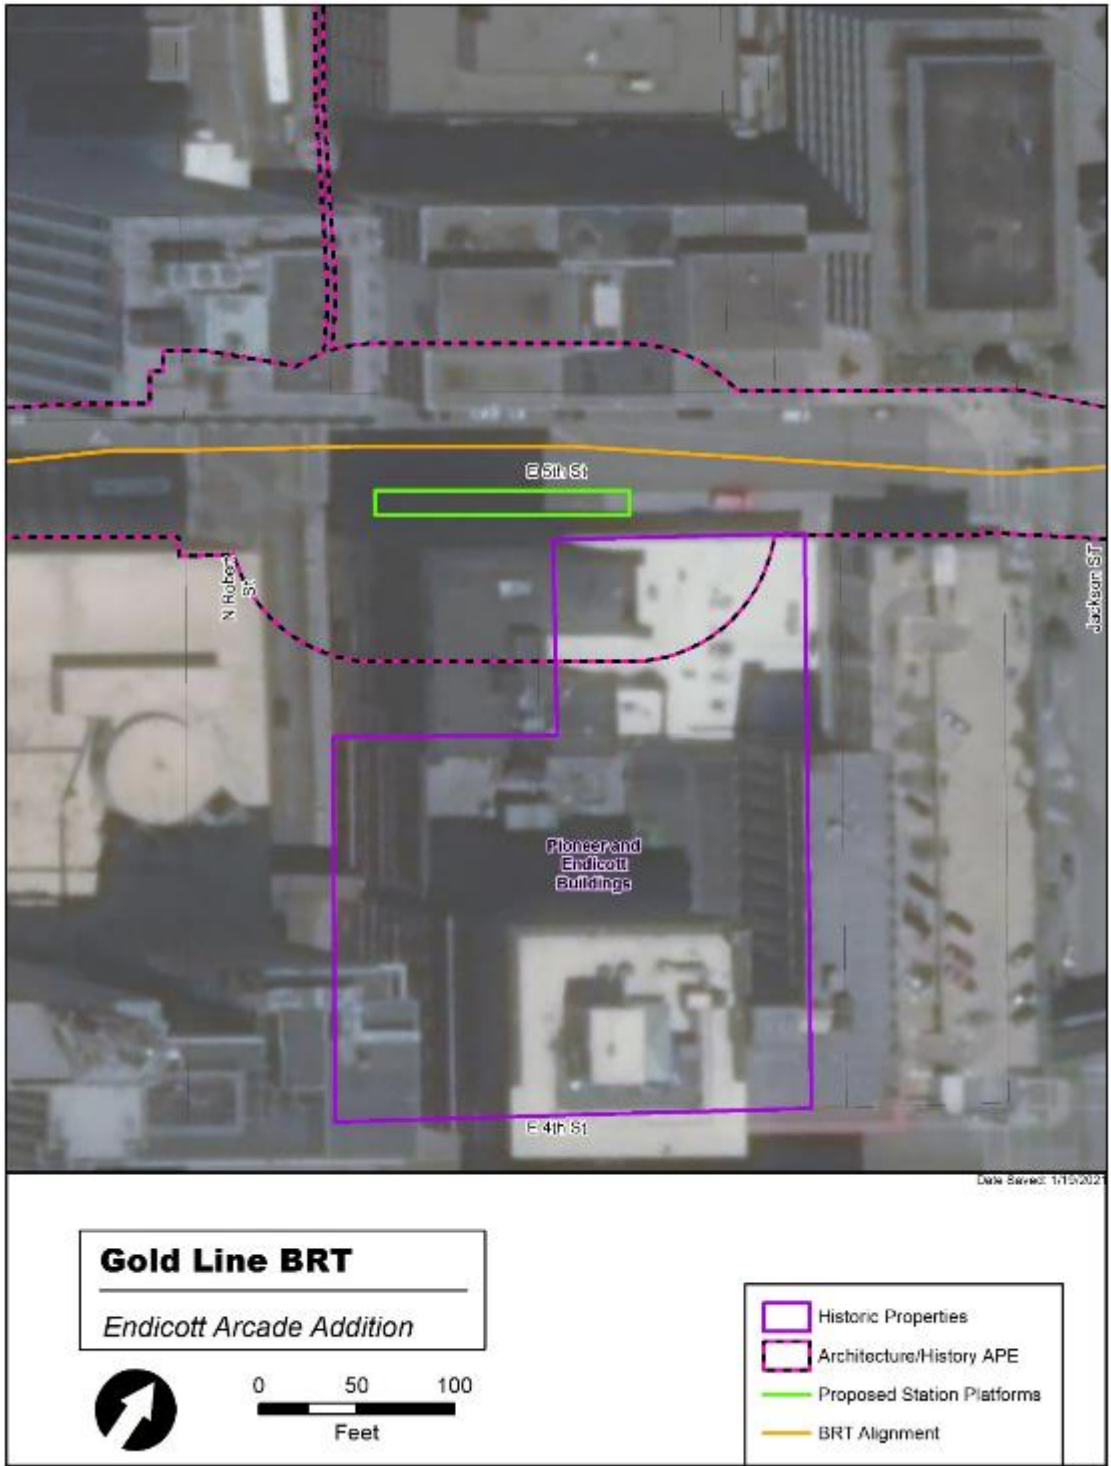 E 5th St
N Robert
St
Jackson ST
Pioneer and
Endicott
Buildings
E 4th St
Date Saved: 1/19/2021
Gold Line BRT
Endicott Arcade Addition
0 50 100
Feet
Historic Properties
Architecture/History APE
Proposed Station Platforms
BRT Alignment